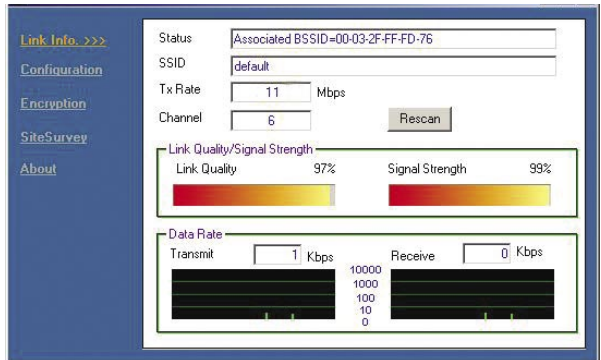 Link Info. >>>
Configuration
Encryption
SiteSurvey
About
Status Associated BSSID=00-03-2F-FF-FD-76
SSID default
Tx Rate 11 Mbps
Channel 6 Rescan
Link Quality/Signal Strength
Link Quality 97% Signal Strength 99%
Data Rate
Transmit 1 Kbps Receive 0 Kbps
10000
1000
100
10
0